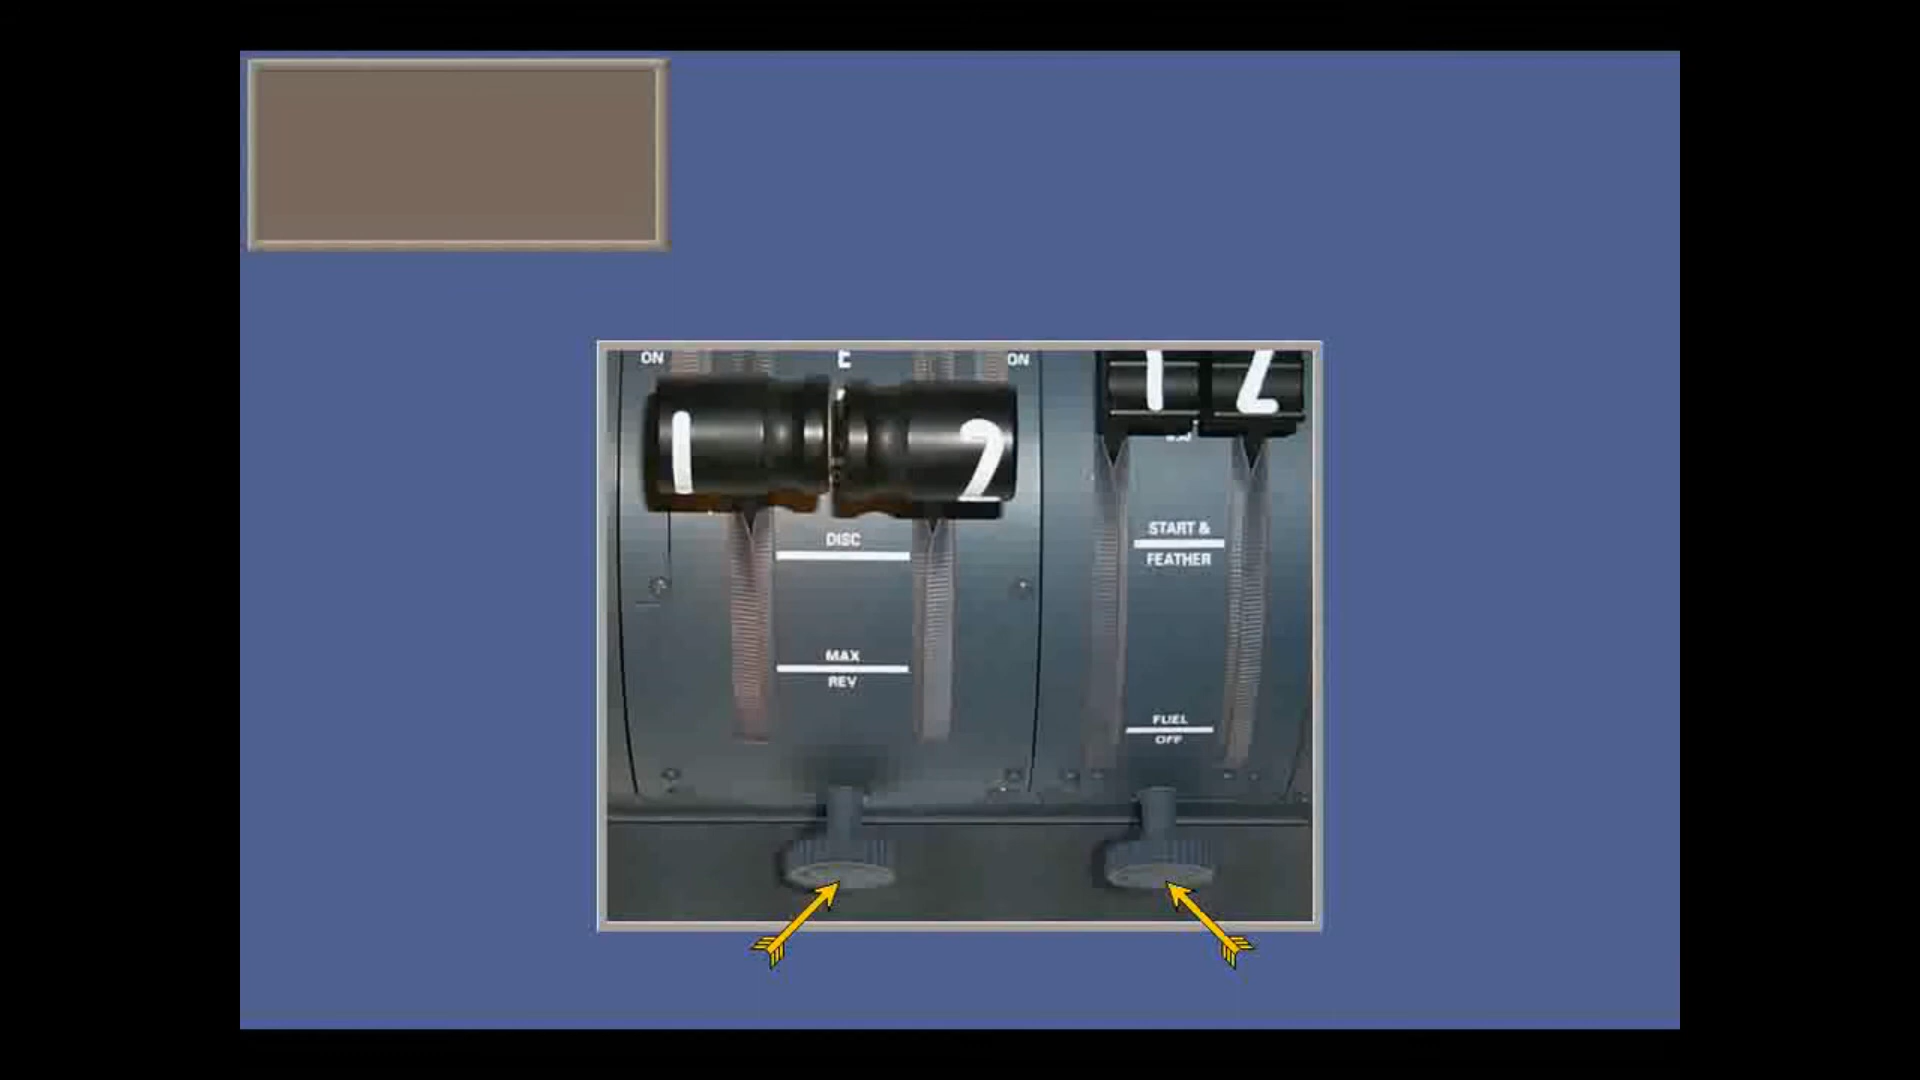 ON
E
ON
1
2
1 2
DISC
START &
FEATHER
MAX
REV
FUEL
OFF